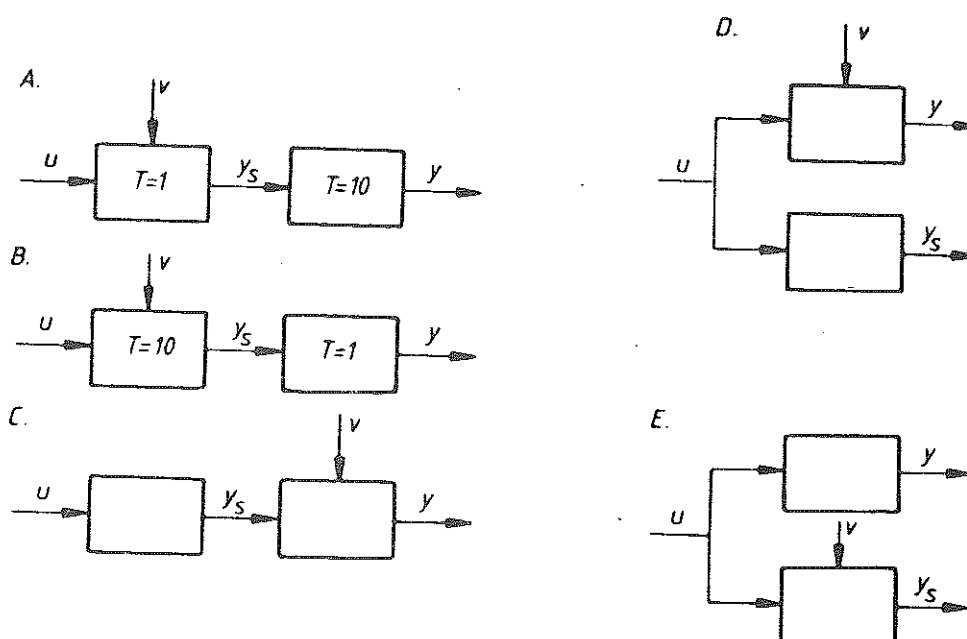 A.
v
u
T=1
y_s
T=10
y
B.
v
u
T=10
y_s
T=1
y
C.
v
u
y_s
y
D.
v
y
u
y_s
E.
y
u
v
y_s